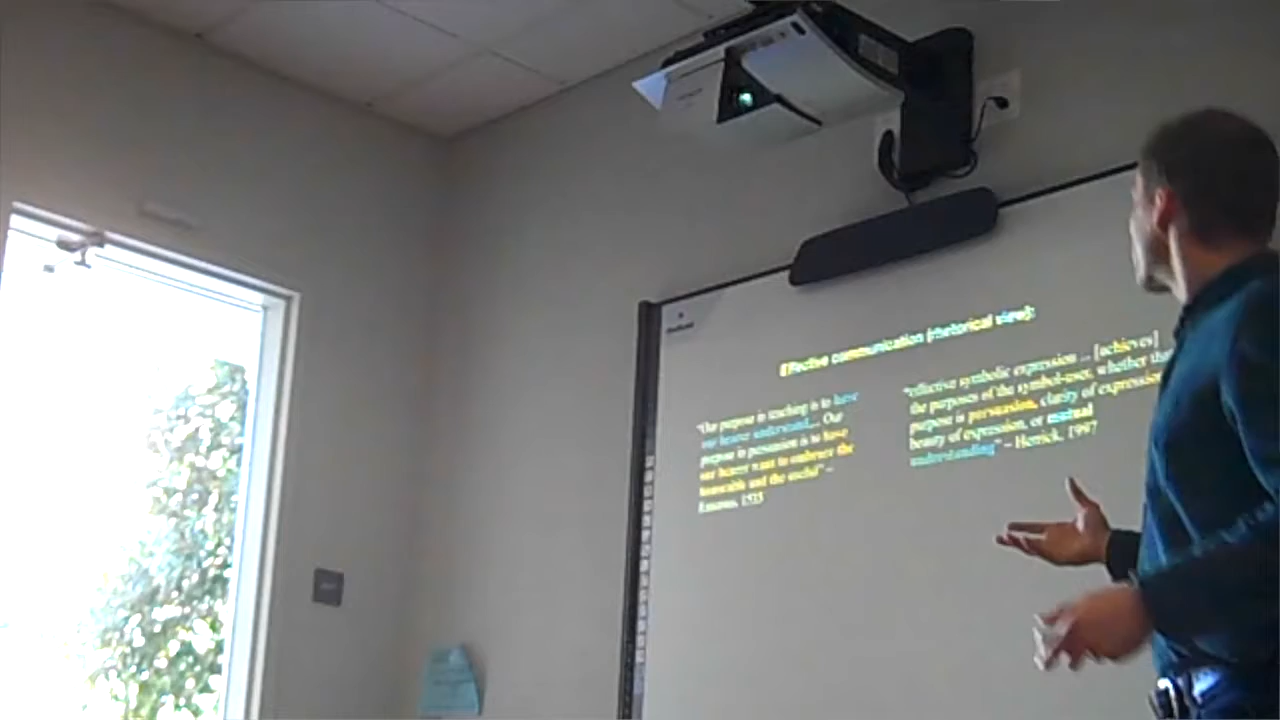 Effective communication [rhetorical view]:
"Our purpose in teaching is to have
our hearer understand... Our
purpose in persuasion is to have
our hearer want to embrace the
honorable and the useful" –
Erasmus, 1535
"effective symbolic expression ... [achieves]
the purposes of the symbol-user, whether that
purpose is persuasion, clarity of expression
beauty of expression, or mutual
understanding" – Herrick, 1997